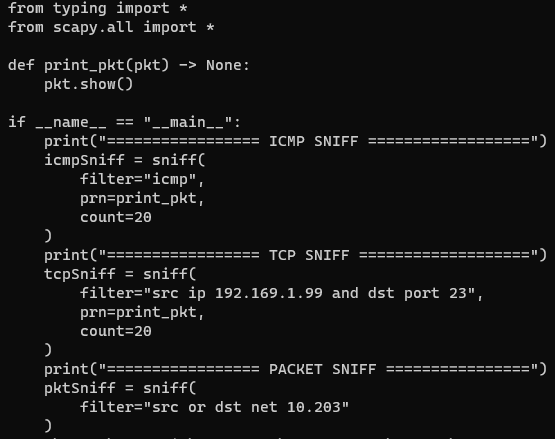 from typing import *
from scapy.all import *

def print_pkt(pkt) -> None:
    pkt.show()

if __name__ == "__main__":
    print("================= ICMP SNIFF ==================")
    icmpSniff = sniff(
        filter="icmp",
        prn=print_pkt,
        count=20
    )
    print("================= TCP SNIFF ===================")
    tcpSniff = sniff(
        filter="src ip 192.169.1.99 and dst port 23",
        prn=print_pkt,
        count=20
    )
    print("================= PACKET SNIFF ================")
    pktSniff = sniff(
        filter="src or dst net 10.203"
    )